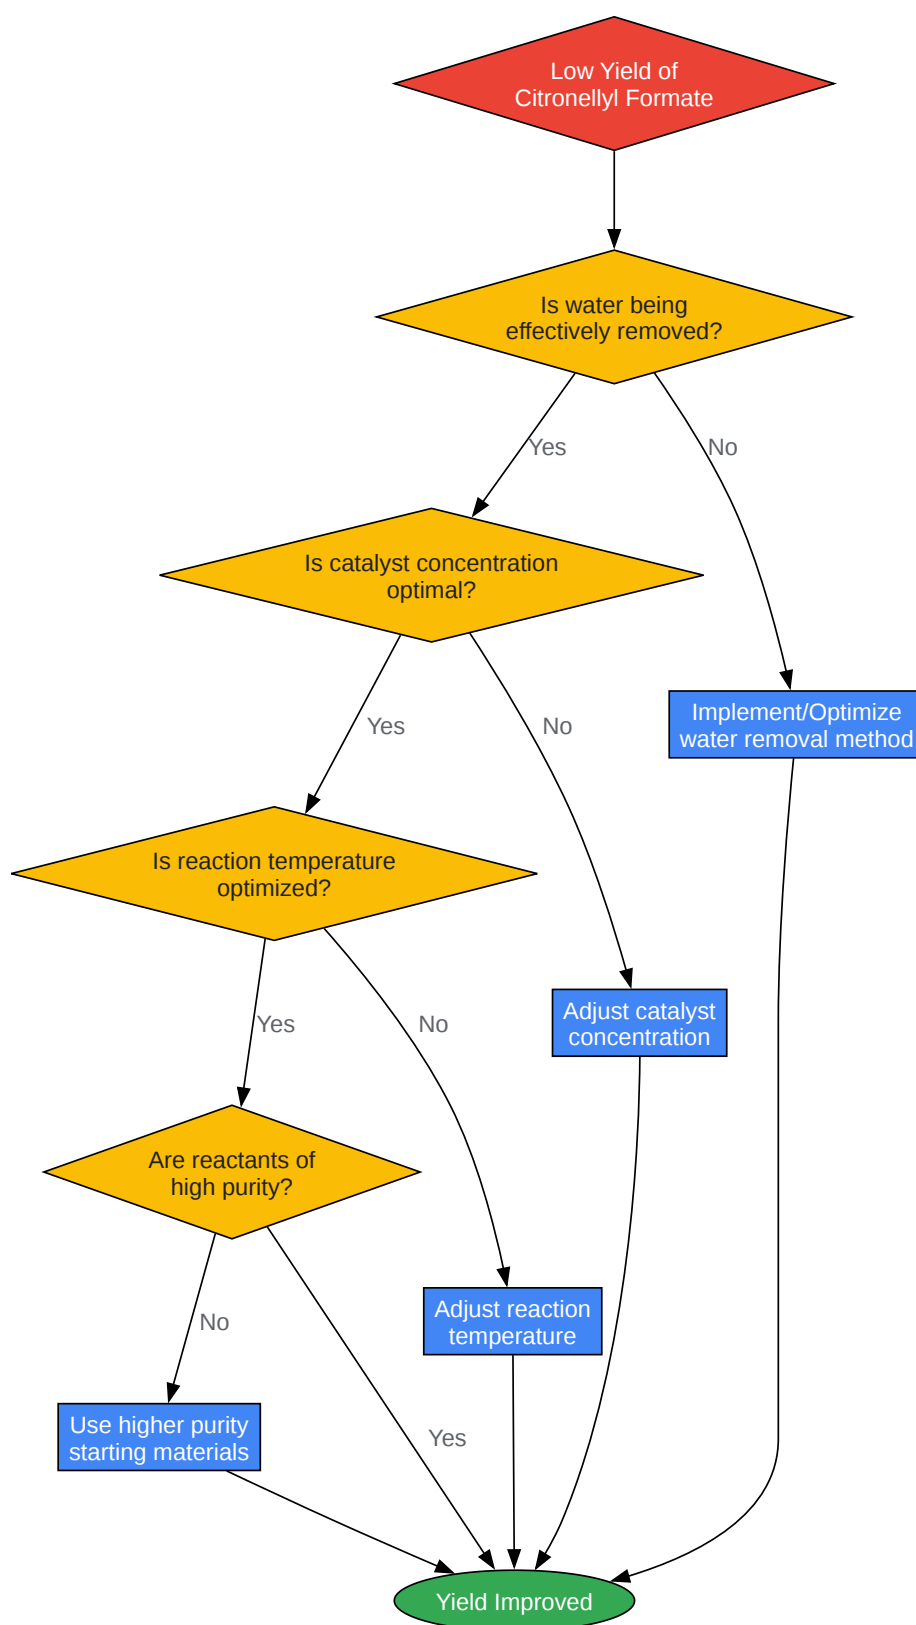 Low Yield of
Citronellyl Formate
Is water being
effectively removed?
Yes
No
Is catalyst concentration
optimal?
Implement/Optimize
water removal method
Yes
No
Is reaction temperature
optimized?
Adjust catalyst
concentration
Yes
No
Are reactants of
high purity?
Adjust reaction
temperature
No
Use higher purity
starting materials
Yes
Yield Improved